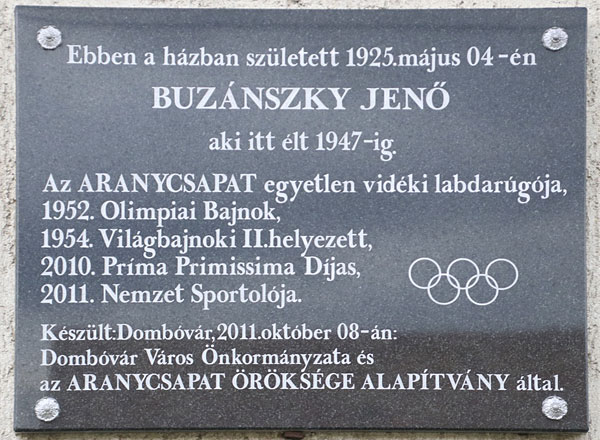 Ebben a házban született 1925.május 04-én
BUZÁNSZKY JENŐ
aki itt élt 1947-ig.
Az ARANYCSAPAT egyetlen vidéki labdarúgója,
1952. Olimpiai Bajnok,
1954. Világbajnoki II.helyezett,
2010. Príma Primissima Díjas,
2011. Nemzet Sportolója.
Készült:Dombóvár,2011.október 08-án:
Dombóvár Város Önkormányzata és
az ARANYCSAPAT ÖRÖKSÉGE ALAPÍTVÁNY által.